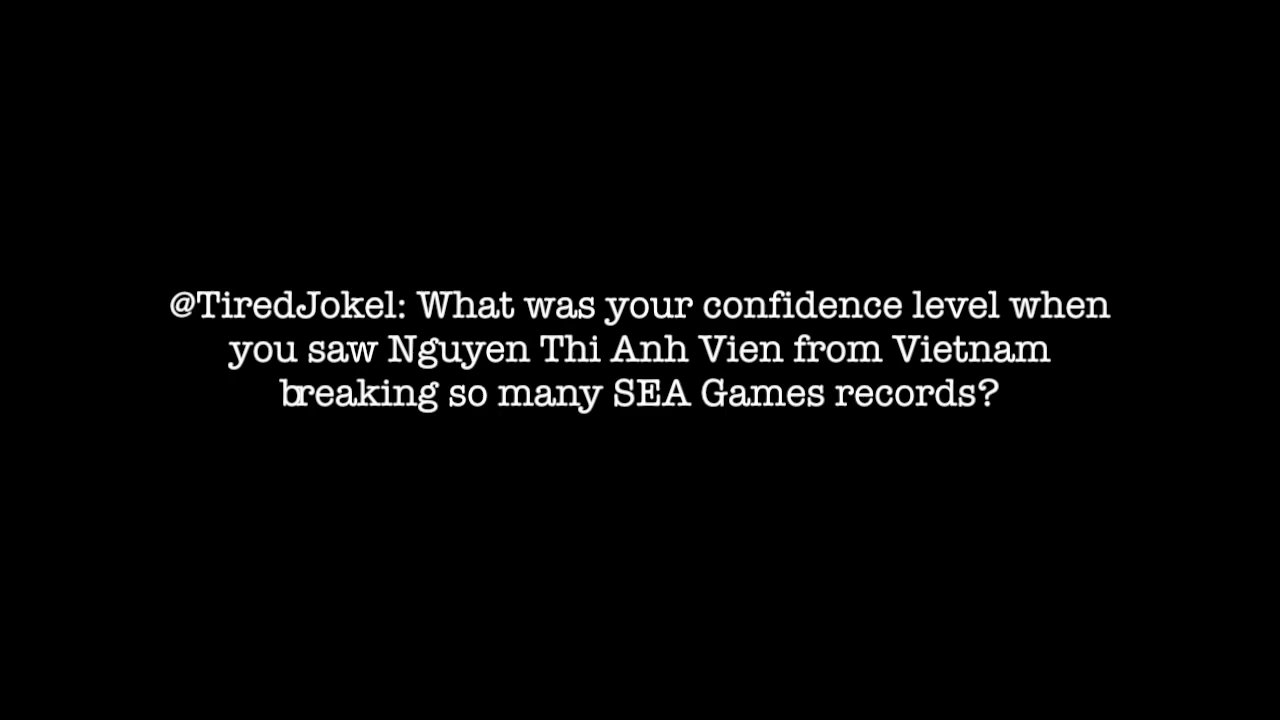 @TiredJokel: What was your confidence level when
you saw Nguyen Thi Anh Vien from Vietnam
breaking so many SEA Games records?